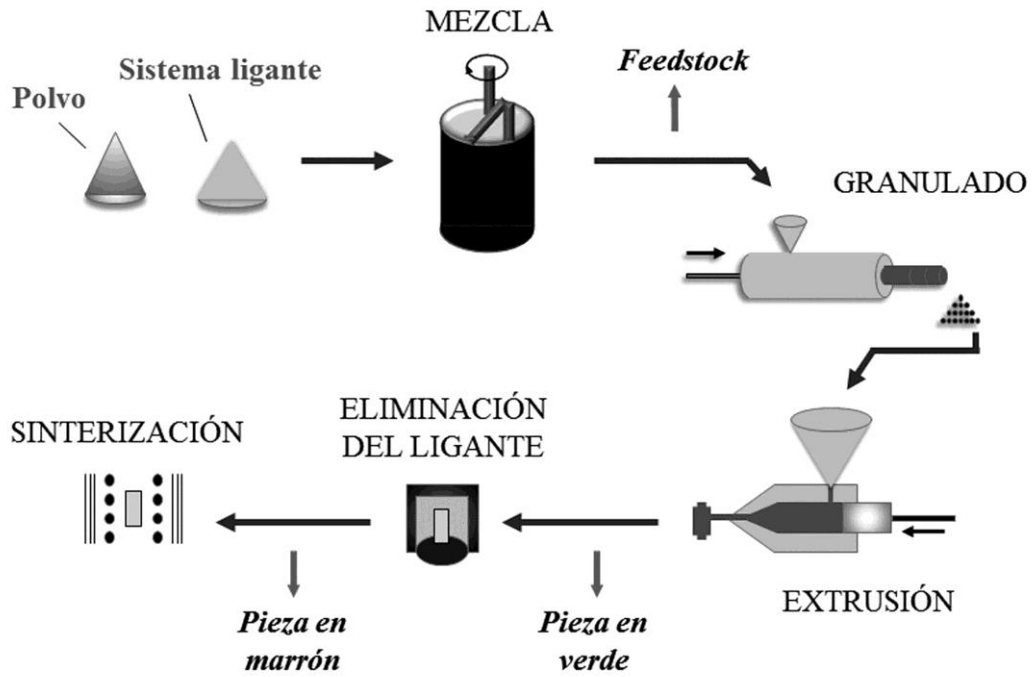 MEZCLA
Feedstock
Sistema ligante
Polvo
GRANULADO
ELIMINACIÓN
DEL LIGANTE
SINTERIZACIÓN
EXTRUSIÓN
Pieza en
marrón
Pieza en
verde